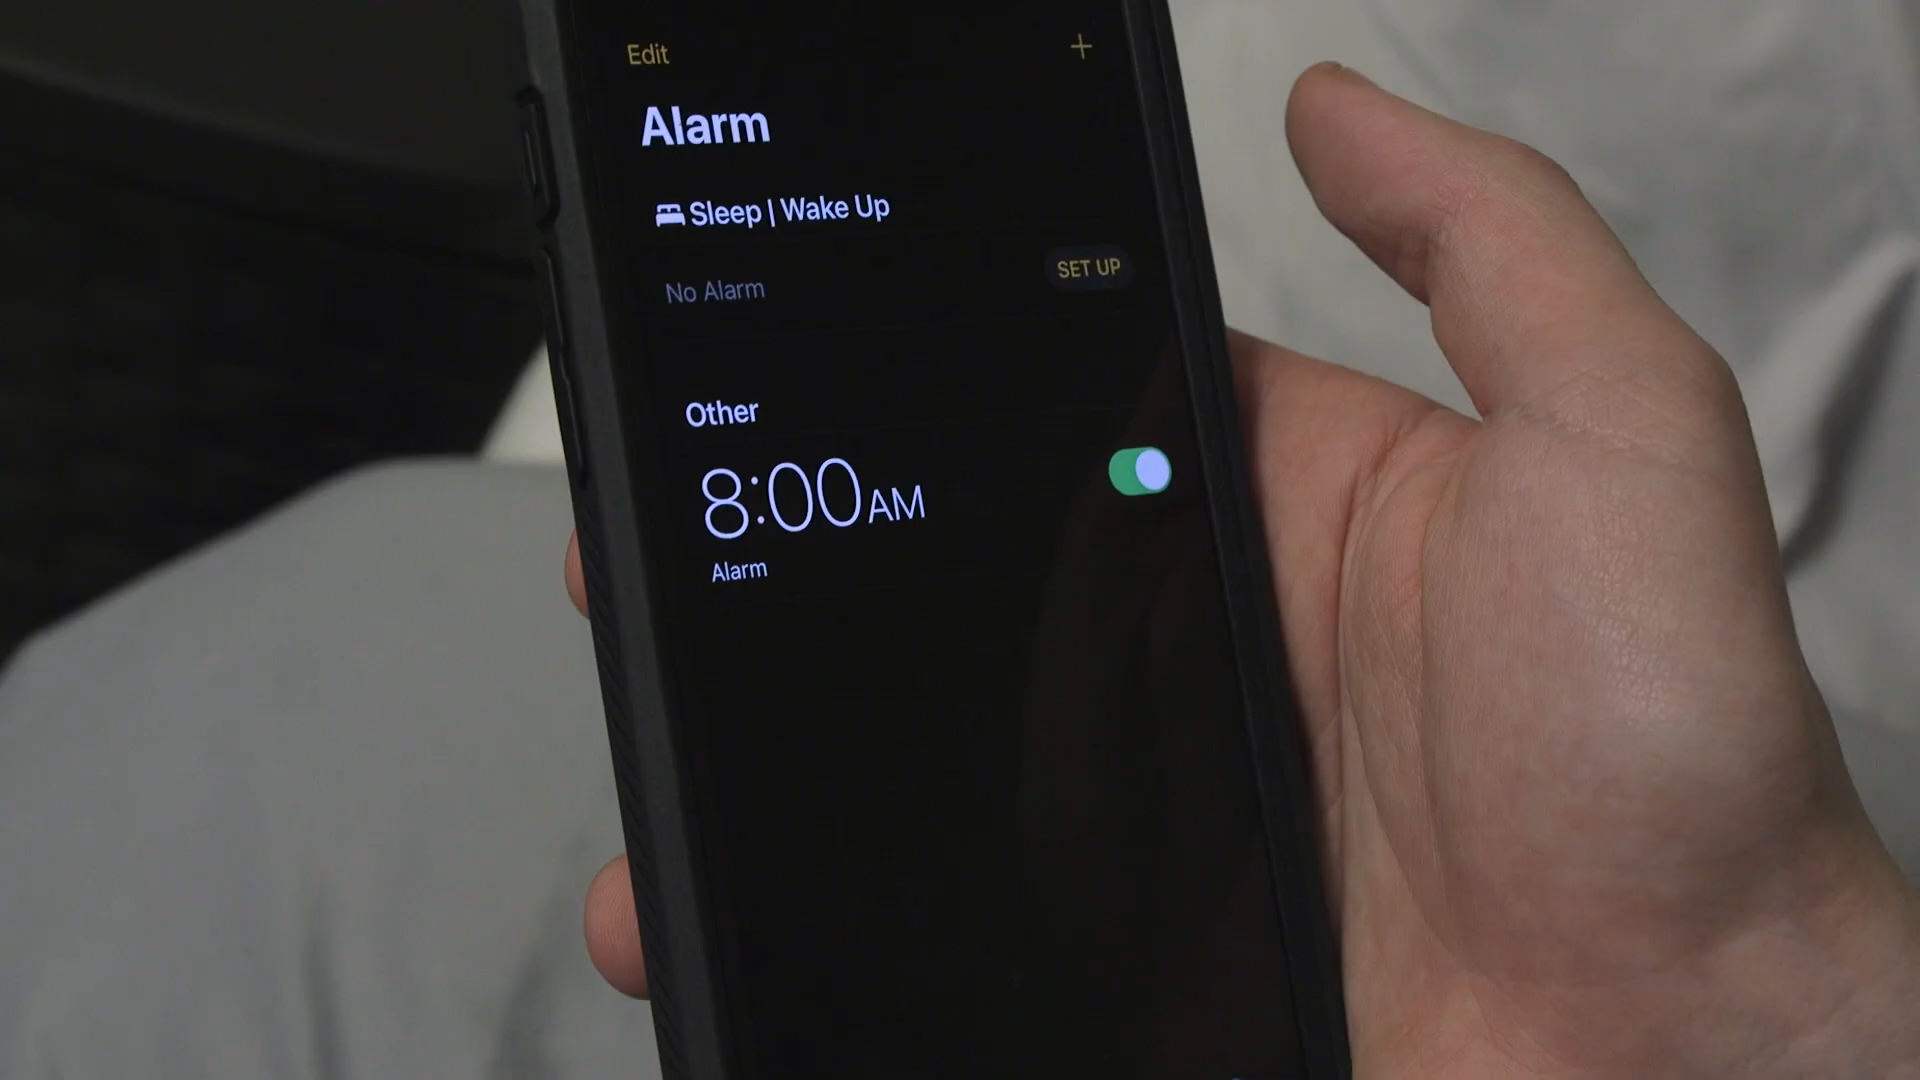 Edit
+
Alarm
Sleep | Wake Up
No Alarm
SET UP
Other
8:00AM
Alarm